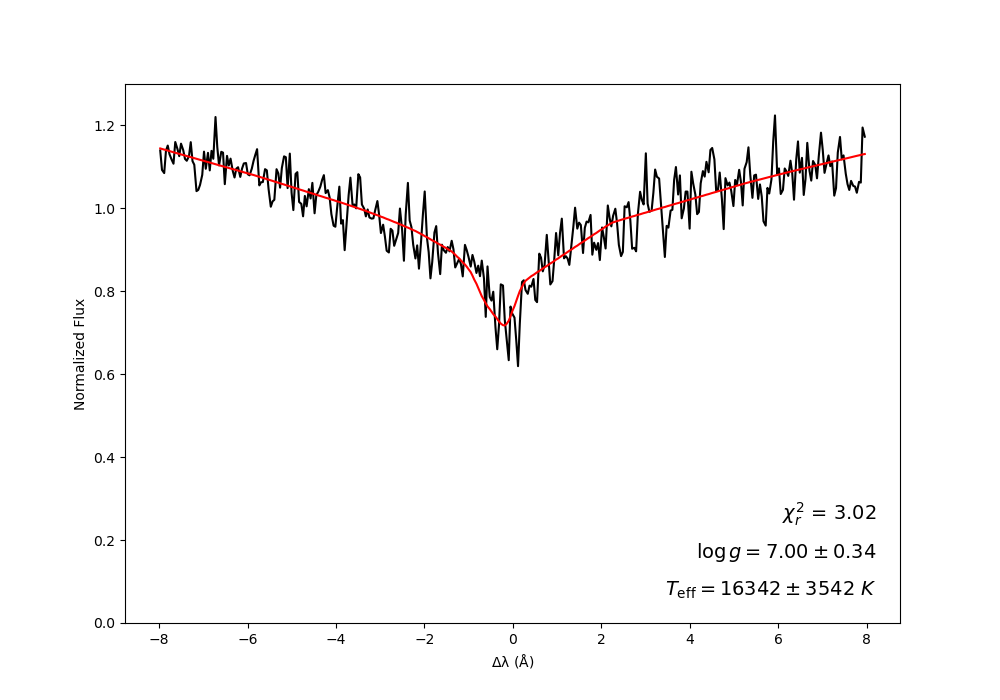 1.2
1.0
0.8
0.6
0.4
0.2
0.0
Normalized Flux
χ²ᵣ = 3.02
log g = 7.00 ± 0.34
T_eff = 16342 ± 3542 K
−8 −6 −4 −2 0 2 4 6 8
Δλ (Å)